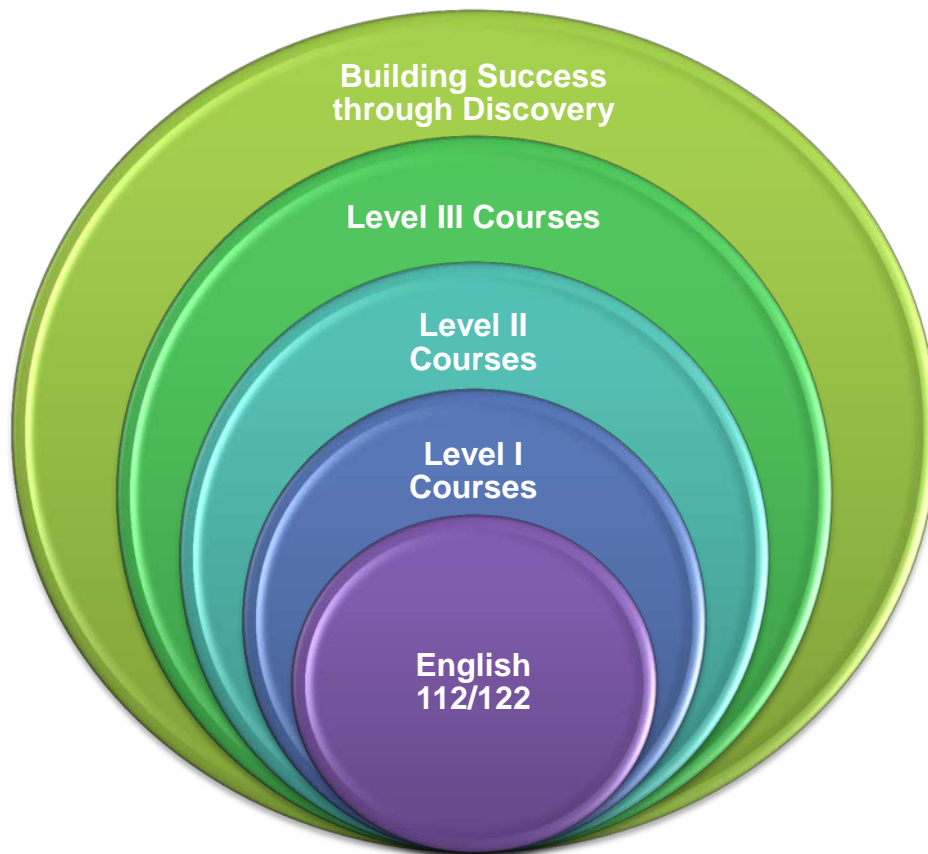 Building Success
through Discovery
Level III Courses
Level II
Courses
Level I
Courses
English
112/122